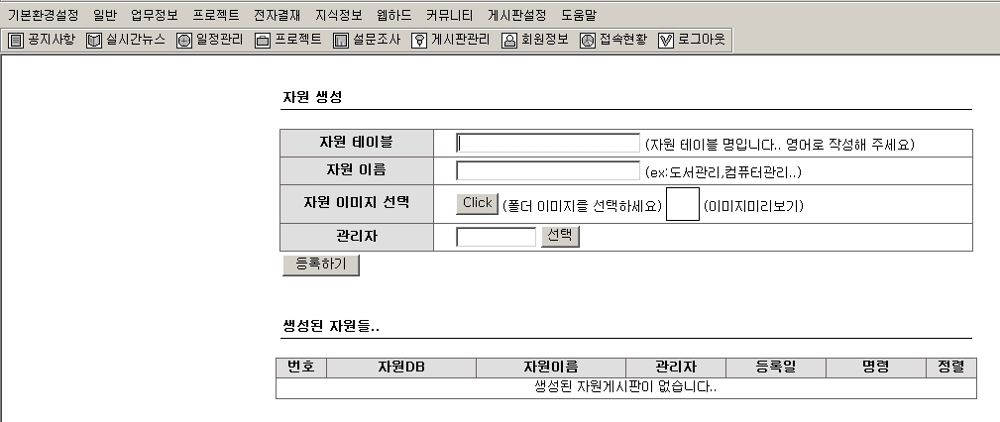 기본환경설정 일반 업무정보 프로젝트 전자결재 지식정보 웹하드 커뮤니티 게시판설정 도움말
공지사항 실시간뉴스 일정관리 프로젝트 설문조사 게시판관리 회원정보 접속현황 로그아웃
자원 생성
자원 테이블 (자원 테이블 명입니다.. 영어로 작성해 주세요)
자원 이름 (ex:도서관리,컴퓨터관리..)
자원 이미지 선택 Click (폴더 이미지를 선택하세요) (이미지미리보기)
관리자 선택
등록하기
생성된 자원들..
번호 자원DB 자원이름 관리자 등록일 명령 정렬
생성된 자원게시판이 없습니다..